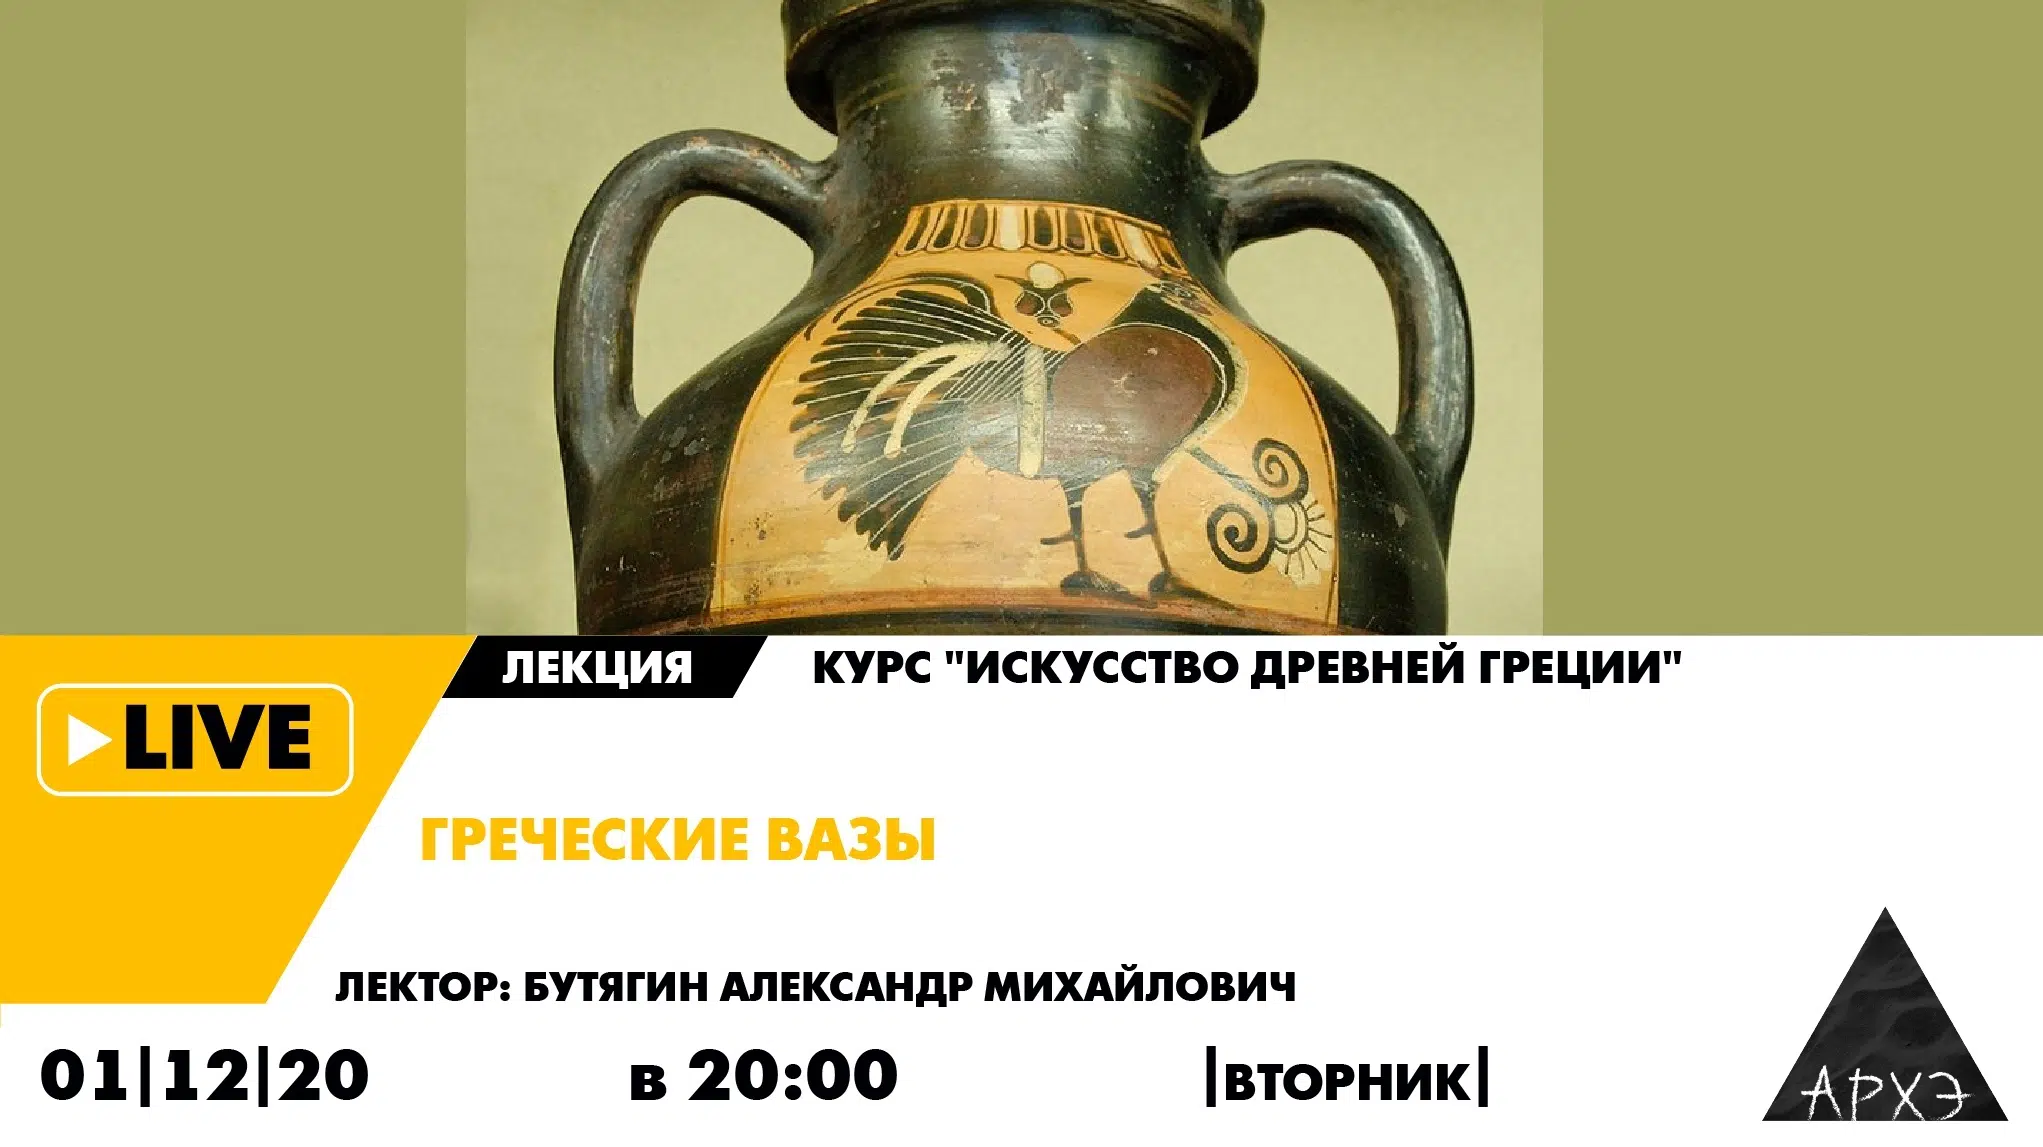 ЛЕКЦИЯ
КУРС "ИСКУССТВО ДРЕВНЕЙ ГРЕЦИИ"
LIVE
ГРЕЧЕСКИЕ ВАЗЫ
ЛЕКТОР: БУТЯГИН АЛЕКСАНДР МИХАЙЛОВИЧ
01|12|20
в 20:00
|ВТОРНИК|
АРХЭ